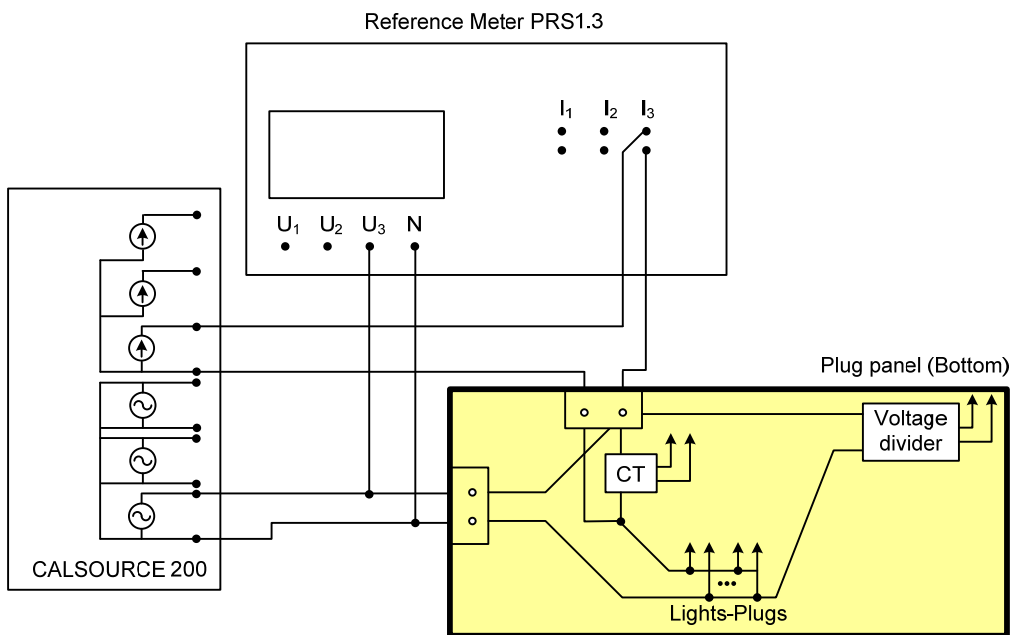 Reference Meter PRS1.3
I₁ I₂ I₃
U₁ U₂ U₃ N
Plug panel (Bottom)
Voltage
divider
CT
...
Lights-Plugs
CALSOURCE 200